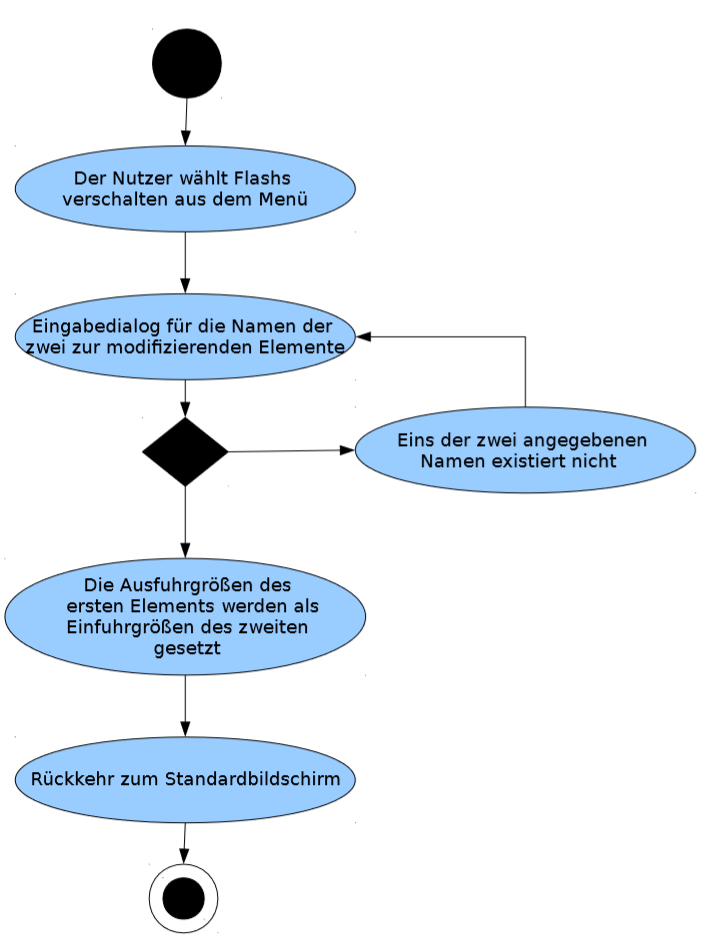 Der Nutzer wählt Flashs
verschalten aus dem Menü
Eingabedialog für die Namen der
zwei zur modifizierenden Elemente
Eins der zwei angegebenen
Namen existiert nicht
Die Ausfuhrgrößen des
ersten Elements werden als
Einfuhrgrößen des zweiten
gesetzt
Rückkehr zum Standardbildschirm